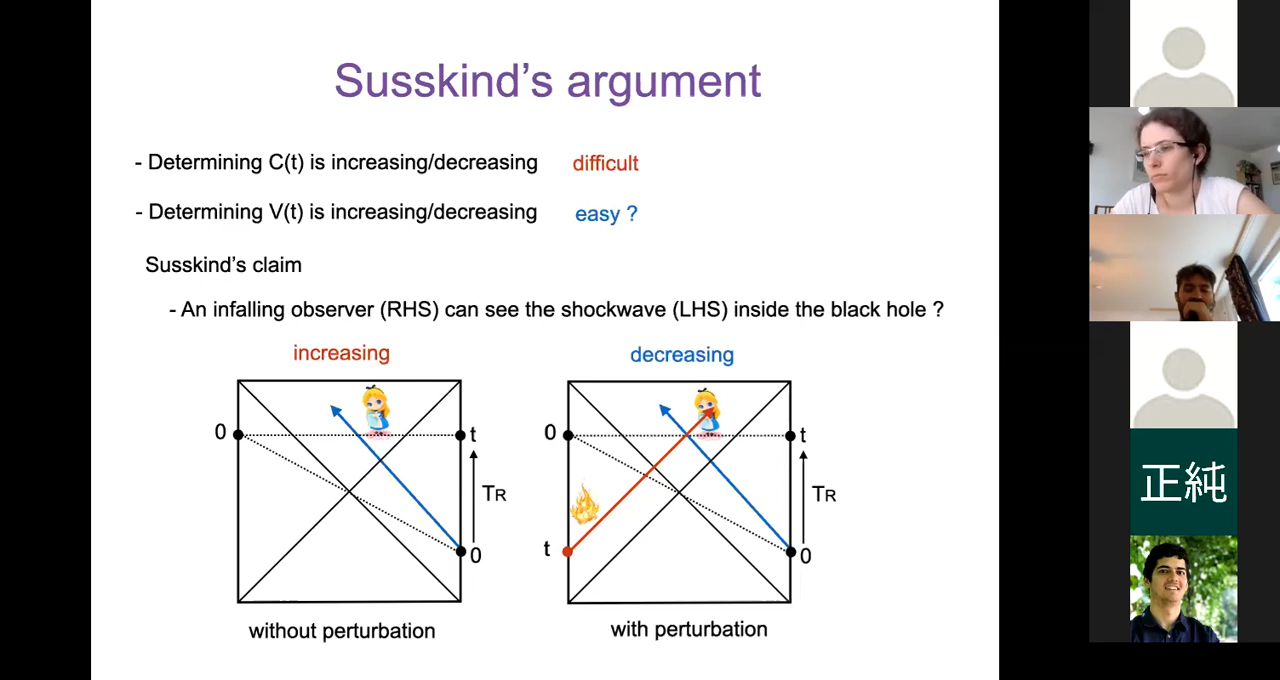 Susskind's argument
- Determining C(t) is increasing/decreasing difficult
- Determining V(t) is increasing/decreasing easy ?
Susskind's claim
- An infalling observer (RHS) can see the shockwave (LHS) inside the black hole ?
increasing
decreasing
0
t
TR
0
without perturbation
0
t
TR
t
0
with perturbation
正純